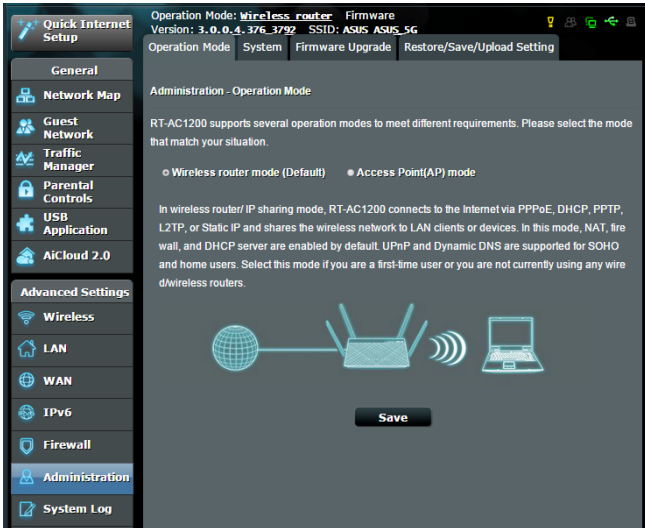 Quick Internet
Setup
Operation Mode: Wireless router Firmware
Version: 3.0.0.4.376_3792 SSID: ASUS ASUS_5G
Operation Mode System Firmware Upgrade Restore/Save/Upload Setting
General
Network Map
Guest
Network
Traffic
Manager
Parental
Controls
USB
Application
AiCloud 2.0
Advanced Settings
Wireless
LAN
WAN
IPv6
Firewall
Administration
System Log
Administration - Operation Mode
RT-AC1200 supports several operation modes to meet different requirements. Please select the mode
that match your situation.
Wireless router mode (Default) Access Point(AP) mode
In wireless router/ IP sharing mode, RT-AC1200 connects to the Internet via PPPoE, DHCP, PPTP,
L2TP, or Static IP and shares the wireless network to LAN clients or devices. In this mode, NAT, fire
wall, and DHCP server are enabled by default. UPnP and Dynamic DNS are supported for SOHO
and home users. Select this mode if you are a first-time user or you are not currently using any wire
d/wireless routers.
Save